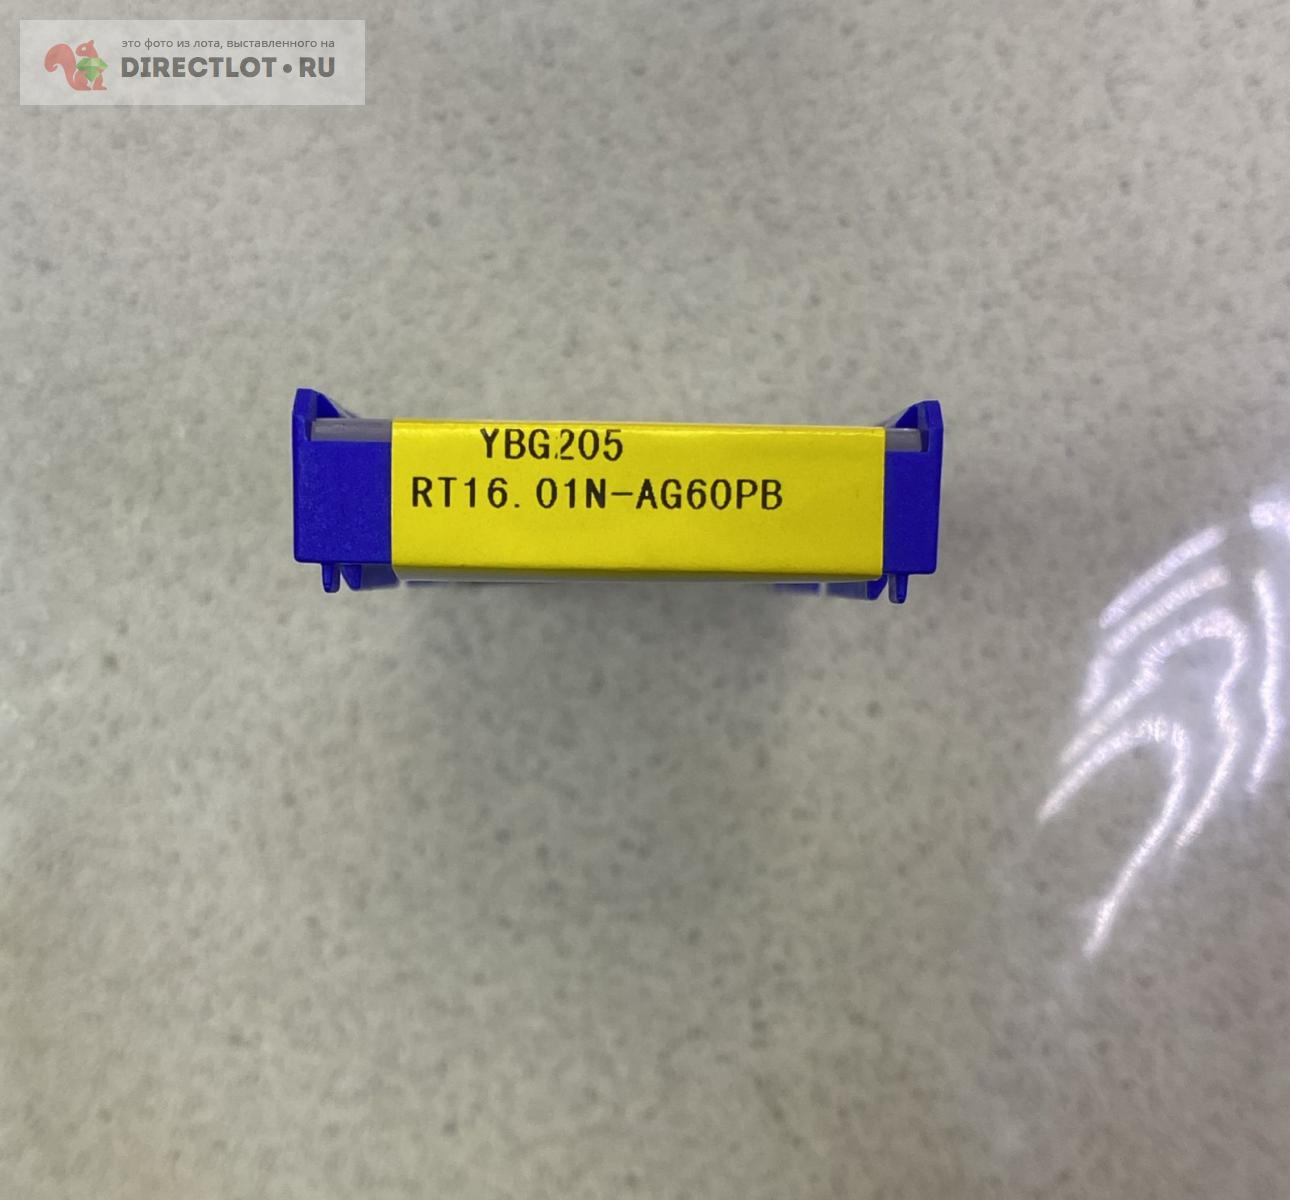 это фото из лота, выставленного на
DIRECTLOT•RU
YBG205
RT16.01N-AG60PB